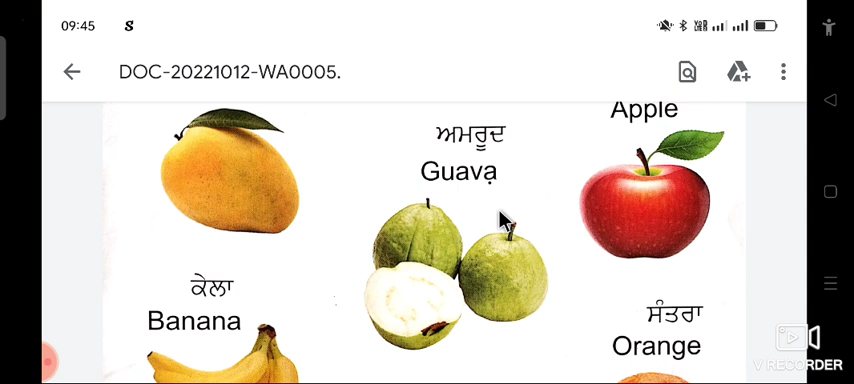 09:45 S
DOC-20221012-WA0005.
Apple
ਅਮਰੂਦ
Guava
ਕੇਲਾ
Banana
ਸੰਤਰਾ
Orange
V RECORDER